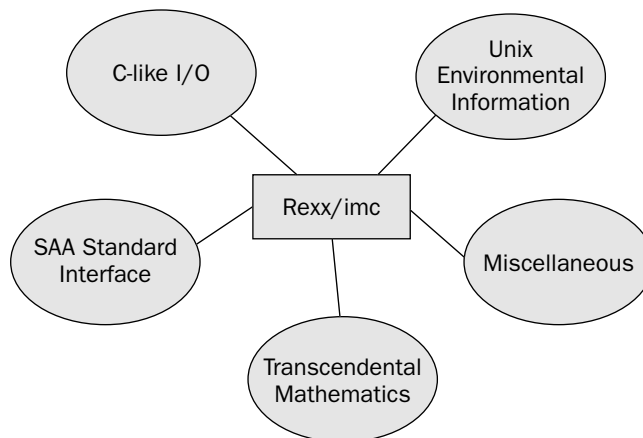 C-like I/O
Unix
Environmental
Information
Rexx/imc
SAA Standard
Interface
Miscellaneous
Transcendental
Mathematics